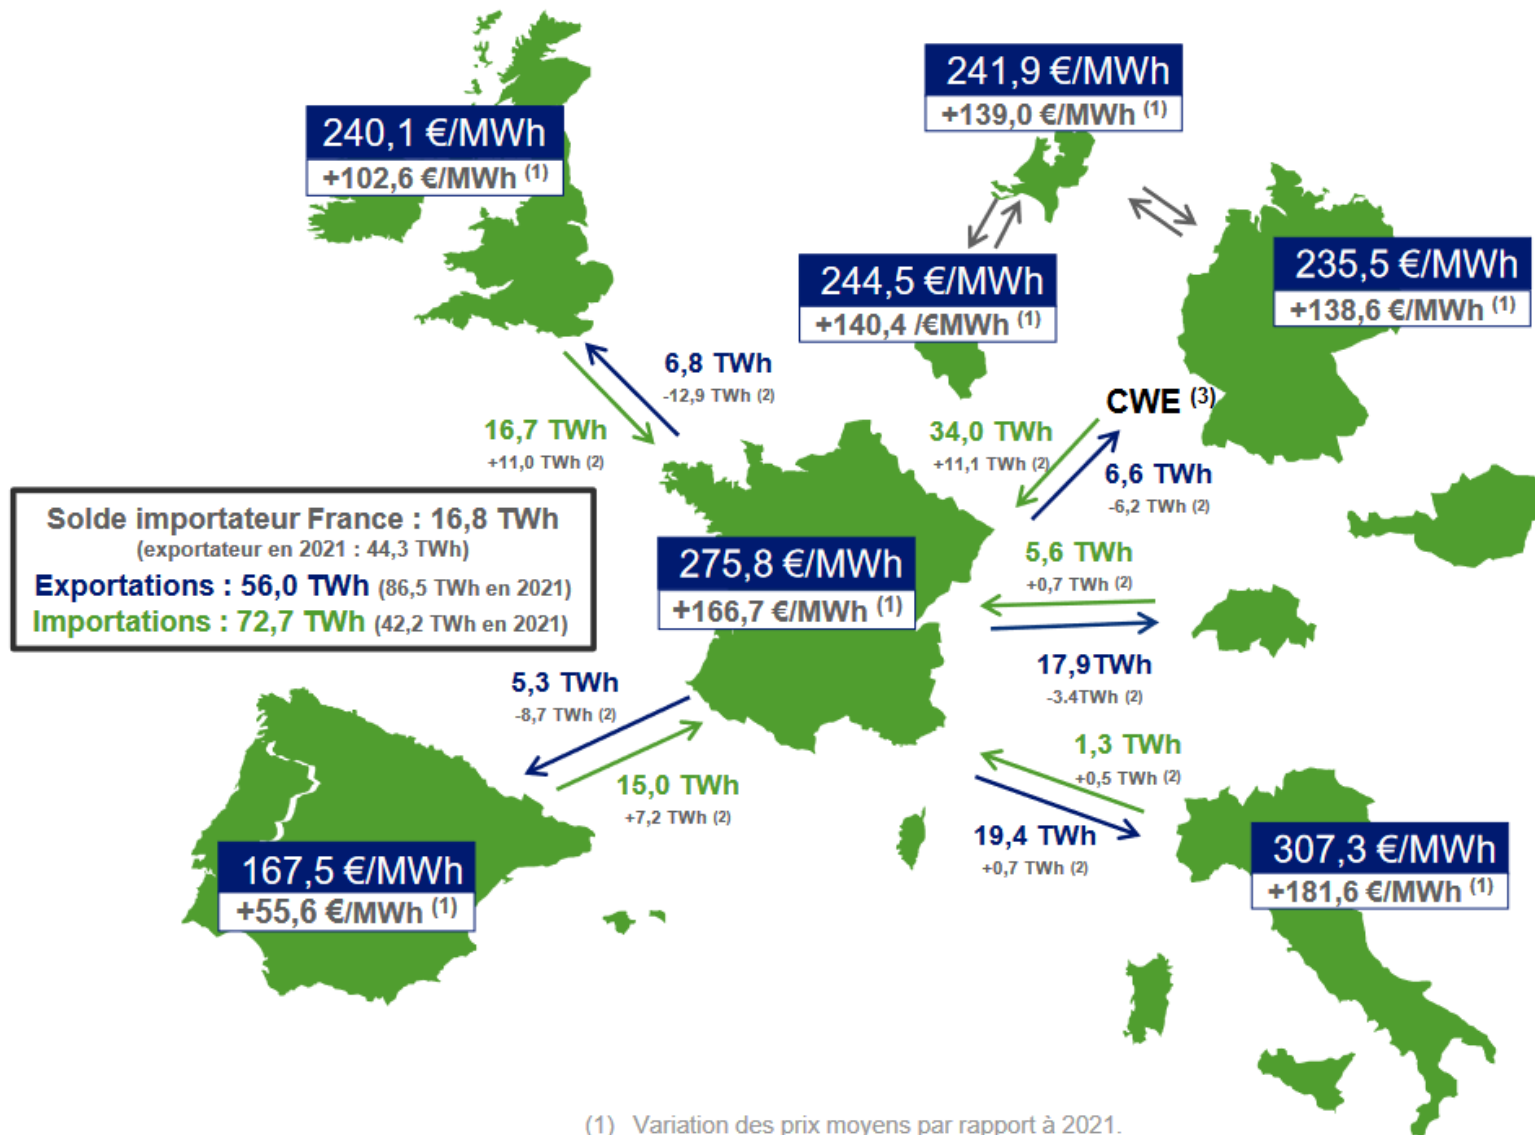 241,9 €/MWh
+139,0 €/MWh (1)
240,1 €/MWh
+102,6 €/MWh (1)
244,5 €/MWh
+140,4 /€MWh (1)
235,5 €/MWh
+138,6 €/MWh (1)
6,8 TWh
-12,9 TWh (2)
16,7 TWh
+11,0 TWh (2)
CWE (3)
34,0 TWh
+11,1 TWh (2)
6,6 TWh
-6,2 TWh (2)
Solde importateur France : 16,8 TWh
(exportateur en 2021 : 44,3 TWh)
Exportations : 56,0 TWh (86,5 TWh en 2021)
Importations : 72,7 TWh (42,2 TWh en 2021)
275,8 €/MWh
+166,7 €/MWh (1)
5,6 TWh
+0,7 TWh (2)
17,9TWh
-3.4TWh (2)
5,3 TWh
-8,7 TWh (2)
15,0 TWh
+7,2 TWh (2)
1,3 TWh
+0,5 TWh (2)
19,4 TWh
+0,7 TWh (2)
167,5 €/MWh
+55,6 €/MWh (1)
307,3 €/MWh
+181,6 €/MWh (1)
(1) Variation des prix moyens par rapport à 2021.